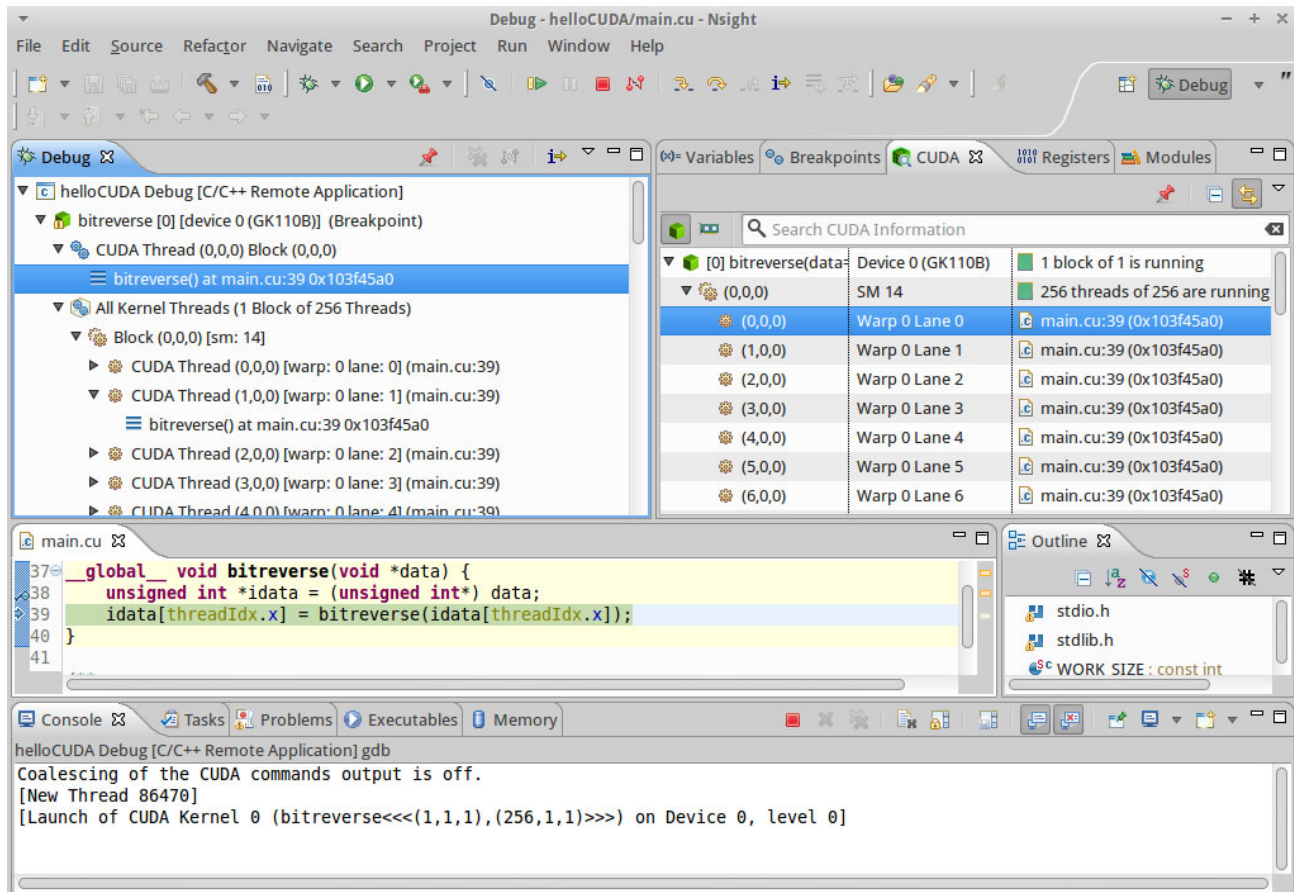 Debug - helloCUDA/main.cu - Nsight
File Edit Source Refactor Navigate Search Project Run Window Help
Debug
Debug
helloCUDA Debug [C/C++ Remote Application]
bitreverse [0] [device 0 (GK110B)] (Breakpoint)
CUDA Thread (0,0,0) Block (0,0,0)
bitreverse() at main.cu:39 0x103f45a0
All Kernel Threads (1 Block of 256 Threads)
Block (0,0,0) [sm: 14]
CUDA Thread (0,0,0) [warp: 0 lane: 0] (main.cu:39)
CUDA Thread (1,0,0) [warp: 0 lane: 1] (main.cu:39)
bitreverse() at main.cu:39 0x103f45a0
CUDA Thread (2,0,0) [warp: 0 lane: 2] (main.cu:39)
CUDA Thread (3,0,0) [warp: 0 lane: 3] (main.cu:39)
CUDA Thread (4,0,0) [warp: 0 lane: 4] (main.cu:39)
(x)= Variables Breakpoints CUDA Registers Modules
Search CUDA Information
[0] bitreverse(data= Device 0 (GK110B) 1 block of 1 is running
(0,0,0) SM 14 256 threads of 256 are running
(0,0,0) Warp 0 Lane 0 main.cu:39 (0x103f45a0)
(1,0,0) Warp 0 Lane 1 main.cu:39 (0x103f45a0)
(2,0,0) Warp 0 Lane 2 main.cu:39 (0x103f45a0)
(3,0,0) Warp 0 Lane 3 main.cu:39 (0x103f45a0)
(4,0,0) Warp 0 Lane 4 main.cu:39 (0x103f45a0)
(5,0,0) Warp 0 Lane 5 main.cu:39 (0x103f45a0)
(6,0,0) Warp 0 Lane 6 main.cu:39 (0x103f45a0)
main.cu
37 __global__ void bitreverse(void *data) {
38 unsigned int *idata = (unsigned int*) data;
39 idata[threadIdx.x] = bitreverse(idata[threadIdx.x]);
40 }
41
Outline
stdio.h
stdlib.h
WORK_SIZE : const int
Console Tasks Problems Executables Memory
helloCUDA Debug [C/C++ Remote Application] gdb
Coalescing of the CUDA commands output is off.
[New Thread 86470]
[Launch of CUDA Kernel 0 (bitreverse<<<(1,1,1),(256,1,1)>>>) on Device 0, level 0]